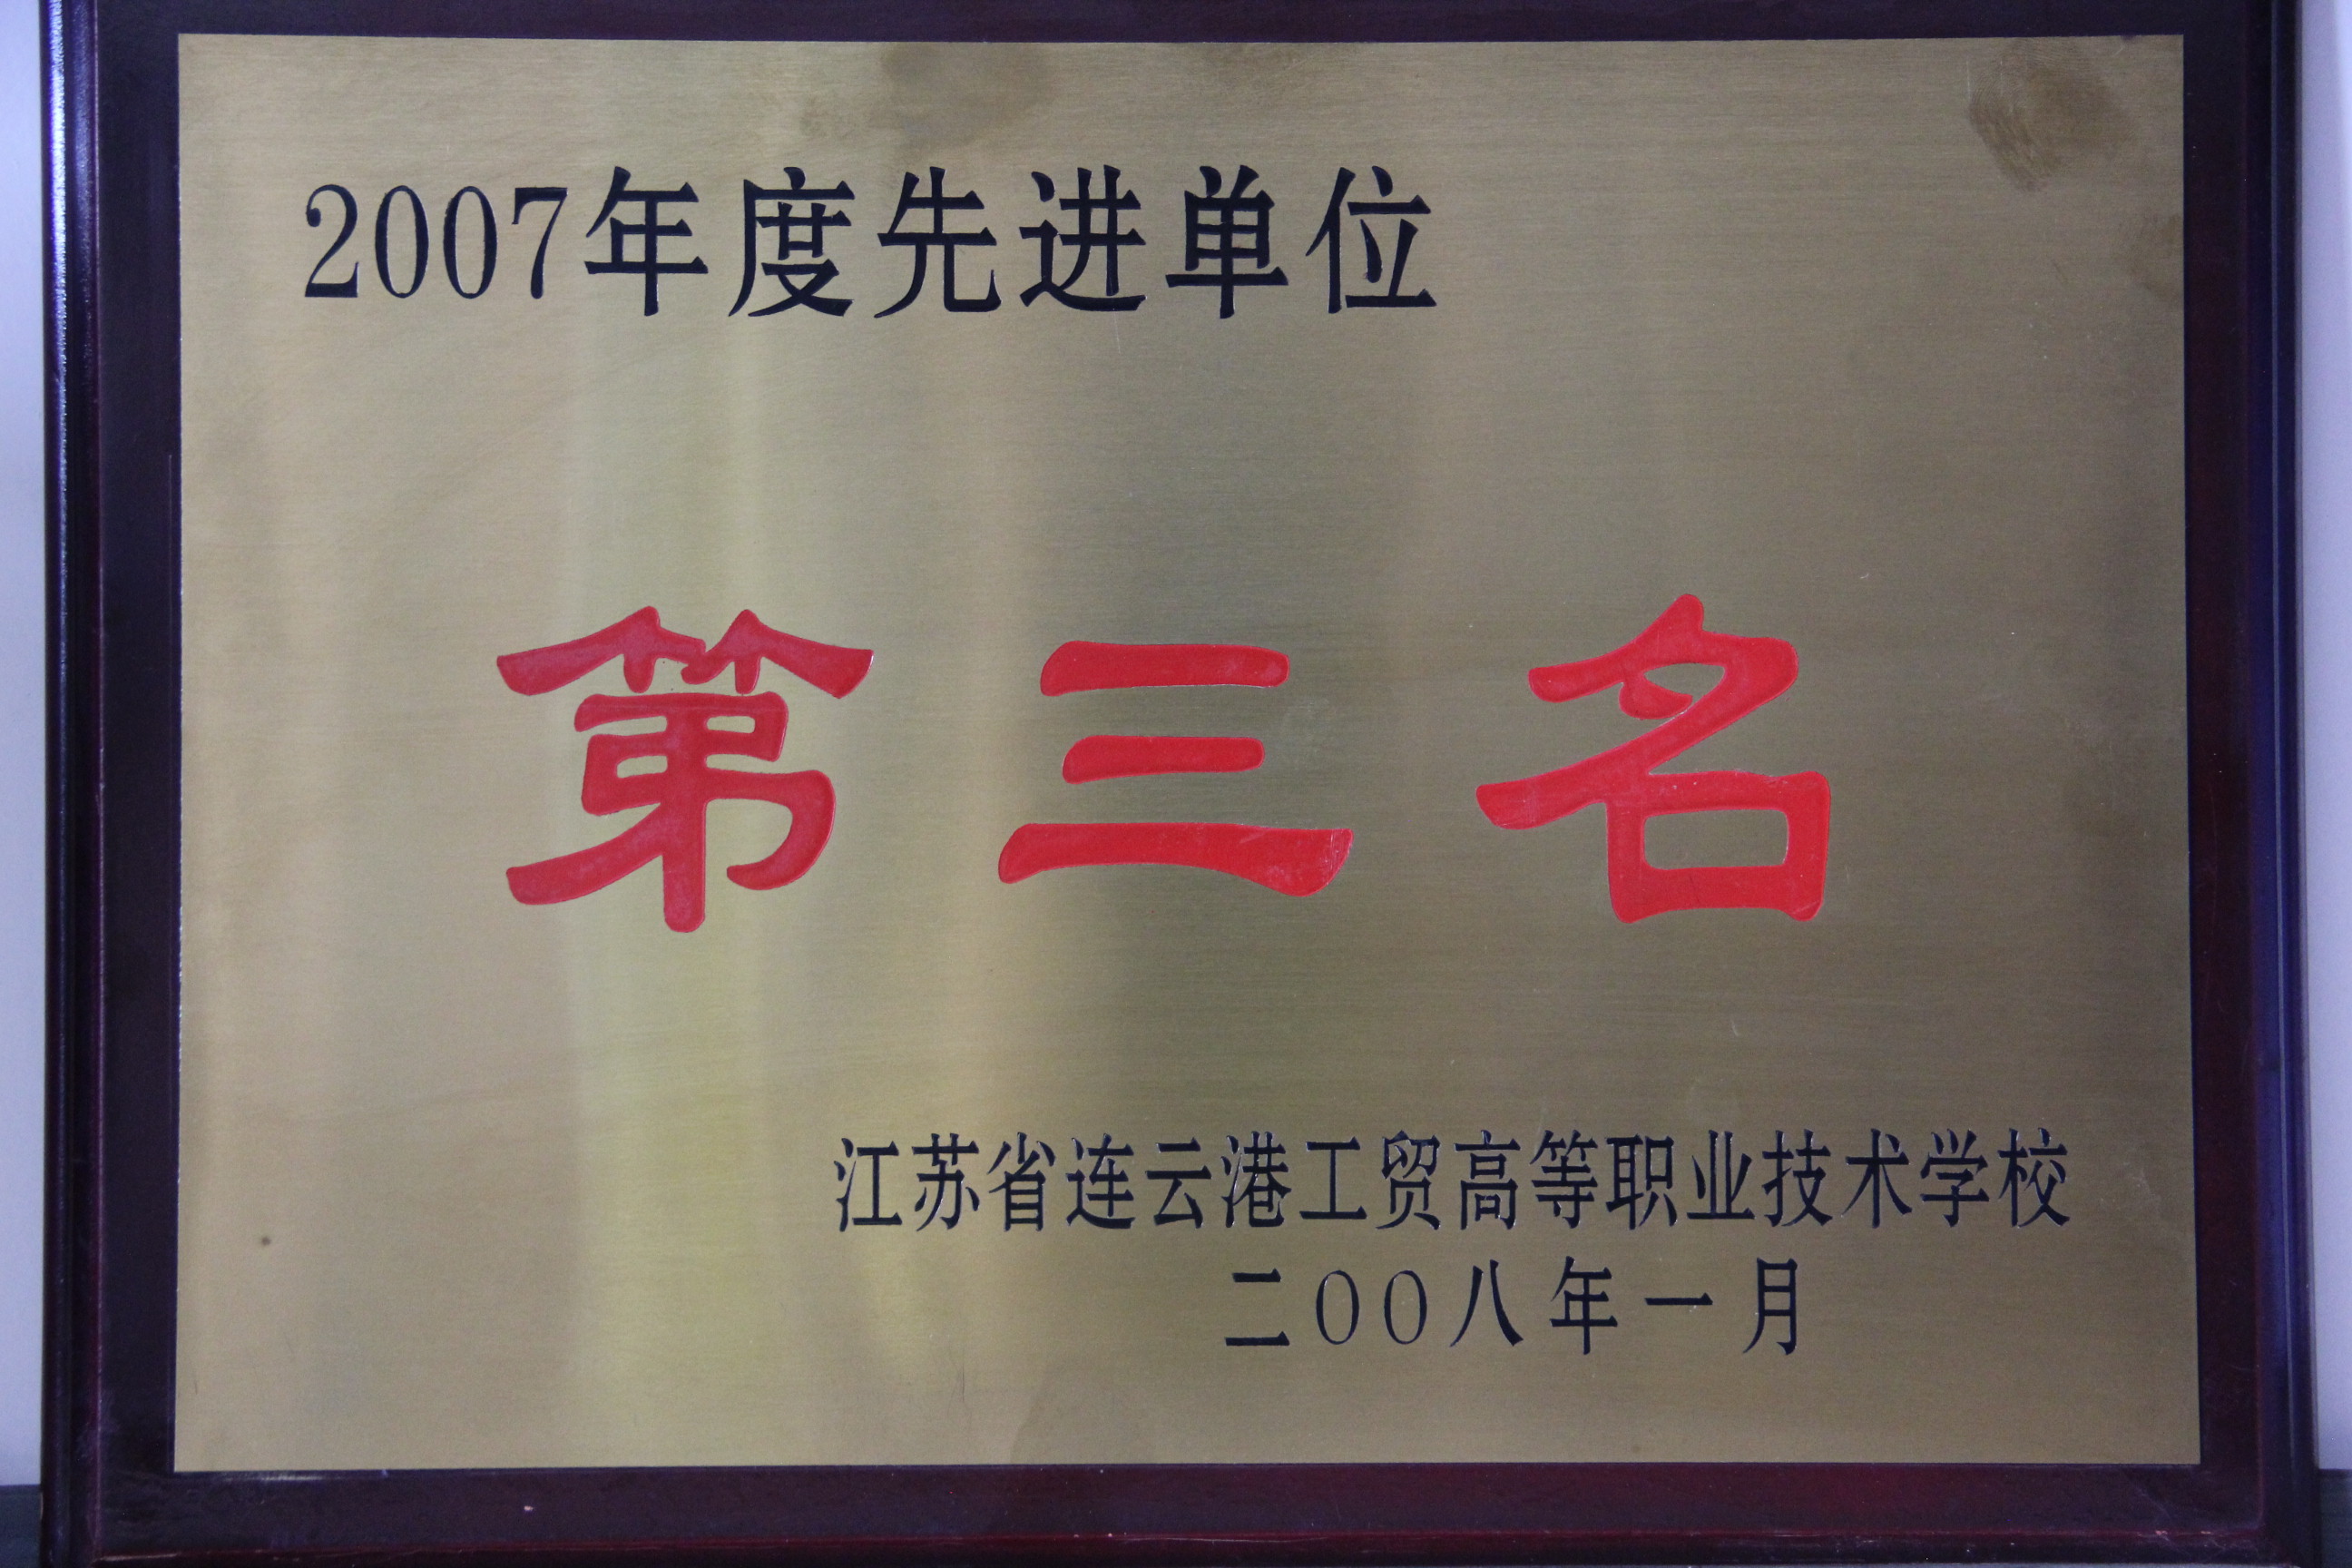 2007年度先进单位
第三名
江苏省连云港工贸高等职业技术学校
二00八年一月